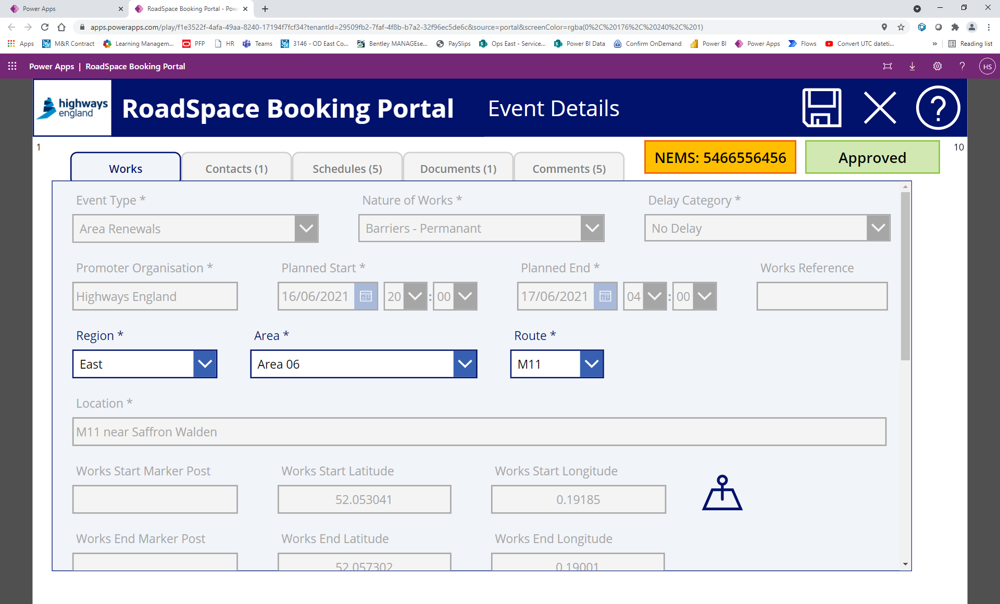 Power Apps
RoadSpace Booking Portal - Pow
apps.powerapps.com/play/f1e3522f-4afa-49aa-8240-17194f7fcf34?tenantId=29509fb2-7faf-4f8b-b7a2-32f96ec5de6c&source=portal&screenColor=rgba(0%2C%20176%2C%20240%2C%201)
Apps M&R Contract Learning Managem... PFP HR Teams 3146 - OD East Co... Bentley MANAGEse... PaySlips Ops East - Service... Power BI Data Confirm OnDemand Power BI Power Apps Flows Convert UTC dateti... » Reading list
Power Apps | RoadSpace Booking Portal ? HS
highways
england
RoadSpace Booking Portal Event Details ?
1 NEMS: 5466556456 Approved 10
Works Contacts (1) Schedules (5) Documents (1) Comments (5)
Event Type * Nature of Works * Delay Category *
Area Renewals Barriers - Permanant No Delay
Promoter Organisation * Planned Start * Planned End * Works Reference
Highways England 16/06/2021 20 : 00 17/06/2021 04 : 00
Region * Area * Route *
East Area 06 M11
Location *
M11 near Saffron Walden
Works Start Marker Post Works Start Latitude Works Start Longitude
52.053041 0.19185
Works End Marker Post Works End Latitude Works End Longitude
52.057302 0.19001